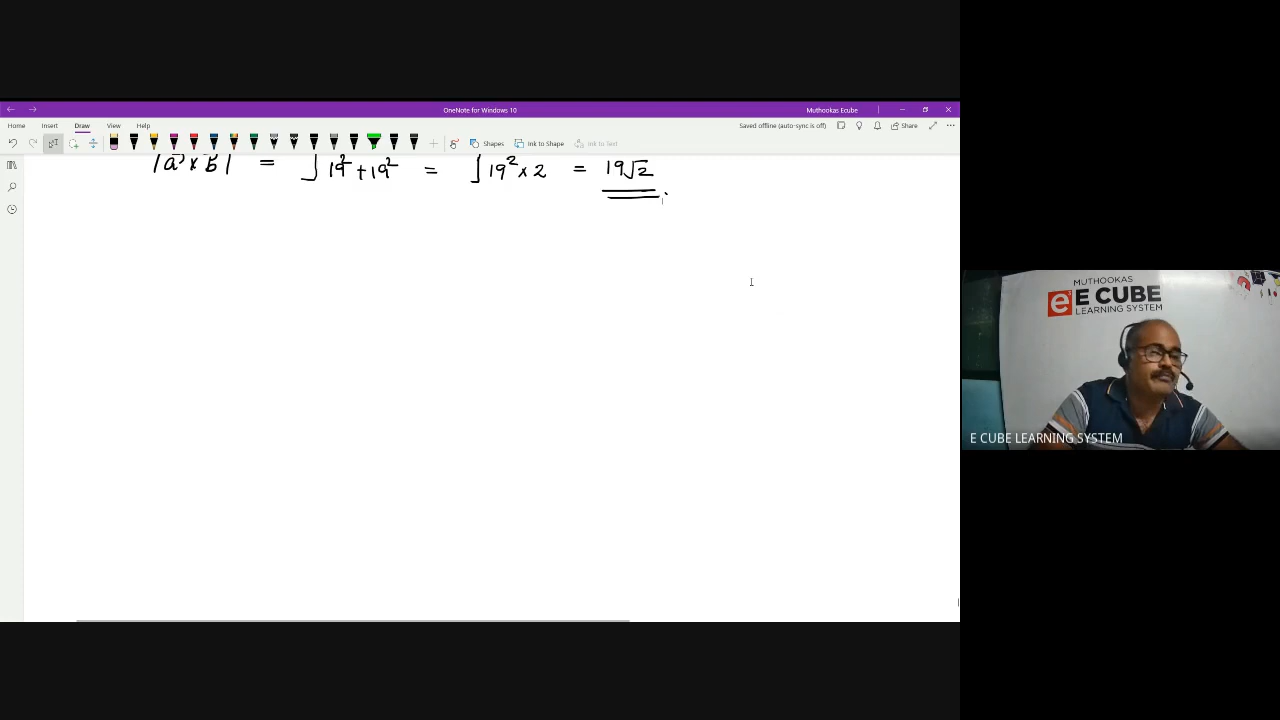 OneNote for Windows 10
Muthookas Ecube
Home Insert Draw View Help
Saved offline (auto-sync is off)
Share
Shapes Ink to Shape Ink to Text
|a⃗ × b⃗| = √19² + 19² = √19² × 2 = 19√2
MUTHOOKAS
e³ E CUBE
LEARNING SYSTEM
E CUBE LEARNING SYSTEM